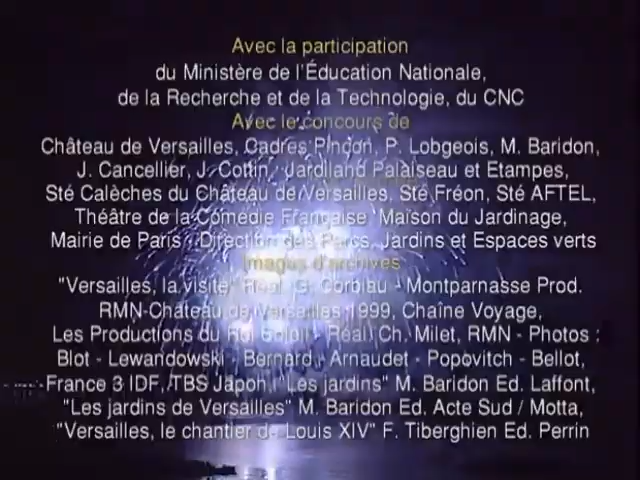 Avec la participation
du Ministère de l'Éducation Nationale,
de la Recherche et de la Technologie, du CNC
Avec le concours de
Château de Versailles, Cadres Pinçon, P. Lobgeois, M. Baridon,
J. Cancellier, J. Cottin, Jardiland Palaiseau et Etampes,
Sté Calèches du Château de Versailles, Sté Fréon, Sté AFTEL,
Théâtre de la Comédie Française, Maison du Jardinage,
Mairie de Paris - Direction des Parcs, Jardins et Espaces verts
Images d'archives
"Versailles, la visite" Réal. G. Corbiau - Montparnasse Prod.
RMN-Château de Versailles 1999, Chaîne Voyage,
Les Productions du Roi Soleil - Réal. Ch. Milet, RMN - Photos :
Blot - Lewandowski - Bernard - Arnaudet - Popovitch - Bellot,
France 3 IDF, TBS Japon, "Les jardins" M. Baridon Ed. Laffont,
"Les jardins de Versailles" M. Baridon Ed. Acte Sud / Motta,
"Versailles, le chantier de Louis XIV" F. Tiberghien Ed. Perrin